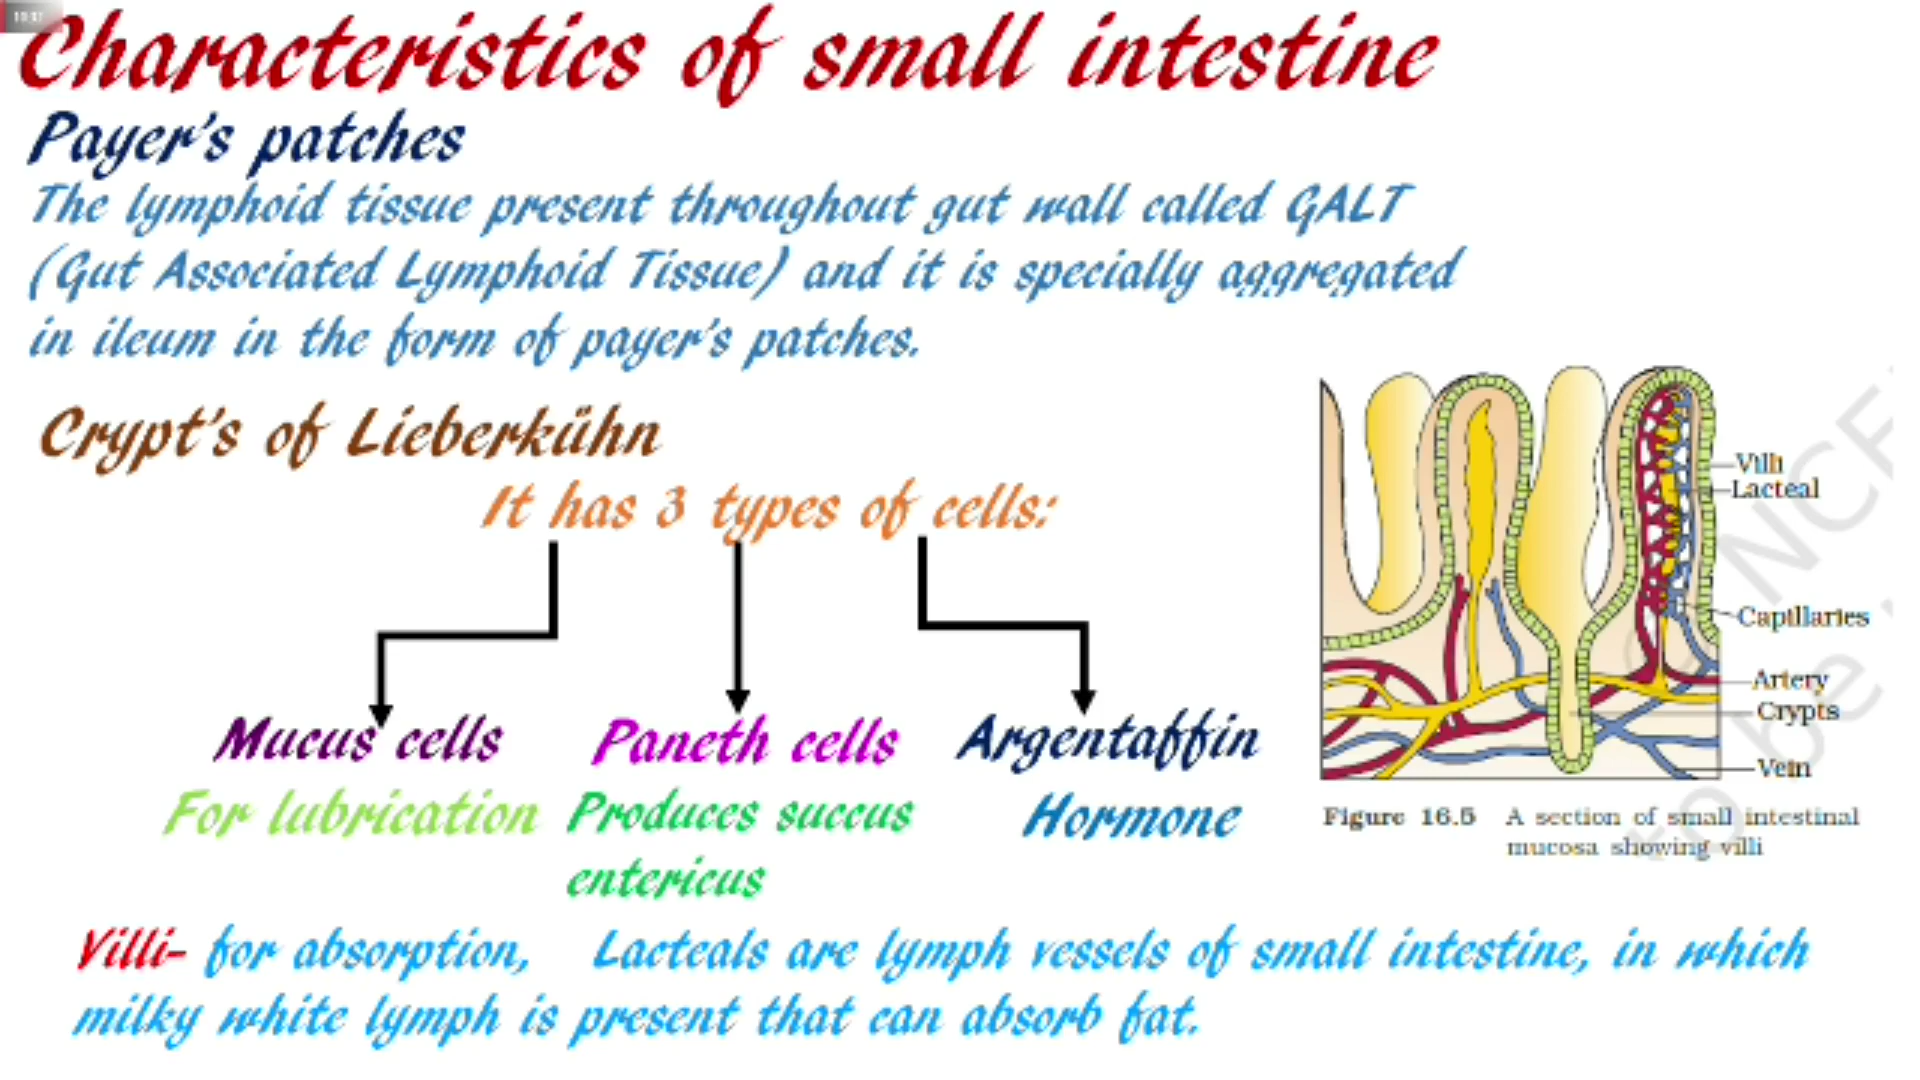 Characteristics of small intestine
Payer's patches
The lymphoid tissue present throughout gut wall called GALT
(Gut Associated Lymphoid Tissue) and it is specially aggregated
in ileum in the form of payer's patches.
Crypt's of Lieberkühn
It has 3 types of cells:
Mucus cells
For lubrication
Paneth cells
Produces succus
entericus
Argentaffin
Hormone
Villi
Lacteal
Capillaries
Artery
Crypts
Vein
Figure 16.5 A section of small intestinal
mucosa showing villi
to be
Villi- for absorption, Lacteals are lymph vessels of small intestine, in which
milky white lymph is present that can absorb fat.